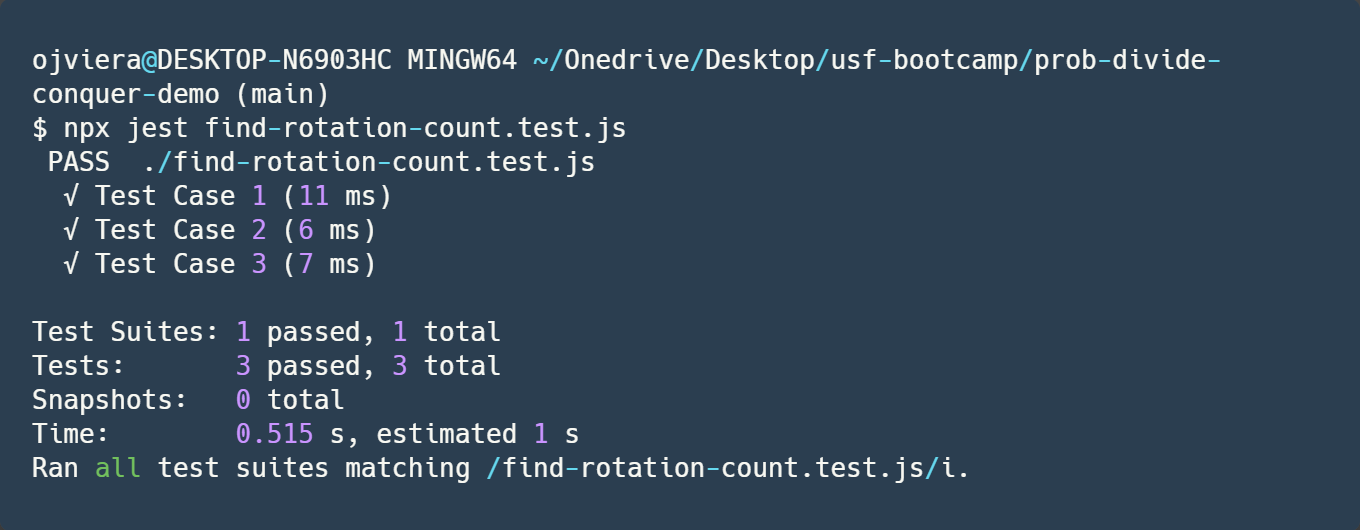 ojviera@DESKTOP-N6903HC MINGW64 ~/Onedrive/Desktop/usf-bootcamp/prob-divide-
conquer-demo (main)
$ npx jest find-rotation-count.test.js
 PASS  ./find-rotation-count.test.js
  √ Test Case 1 (11 ms)
  √ Test Case 2 (6 ms)
  √ Test Case 3 (7 ms)

Test Suites: 1 passed, 1 total
Tests:       3 passed, 3 total
Snapshots:   0 total
Time:        0.515 s, estimated 1 s
Ran all test suites matching /find-rotation-count.test.js/i.